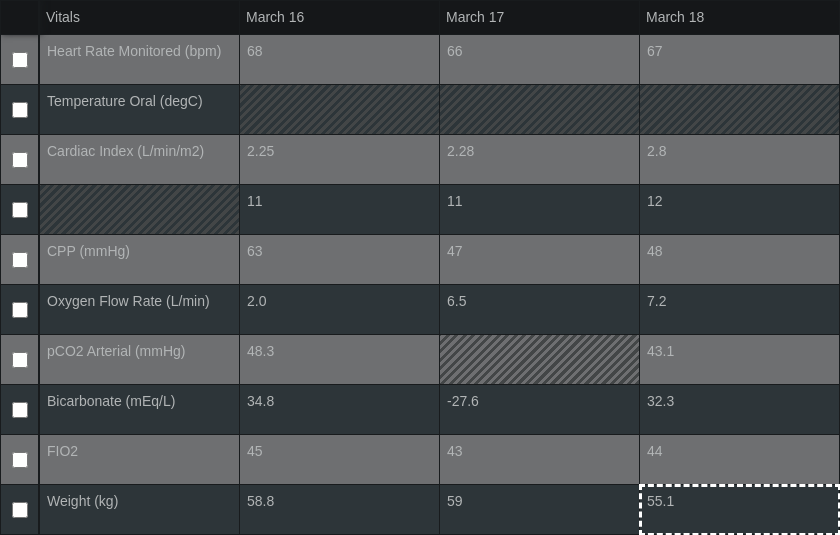 Vitals March 16 March 17 March 18
Heart Rate Monitored (bpm) 68 66 67
Temperature Oral (degC)
Cardiac Index (L/min/m2) 2.25 2.28 2.8
11 11 12
CPP (mmHg) 63 47 48
Oxygen Flow Rate (L/min) 2.0 6.5 7.2
pCO2 Arterial (mmHg) 48.3 43.1
Bicarbonate (mEq/L) 34.8 -27.6 32.3
FIO2 45 43 44
Weight (kg) 58.8 59 55.1